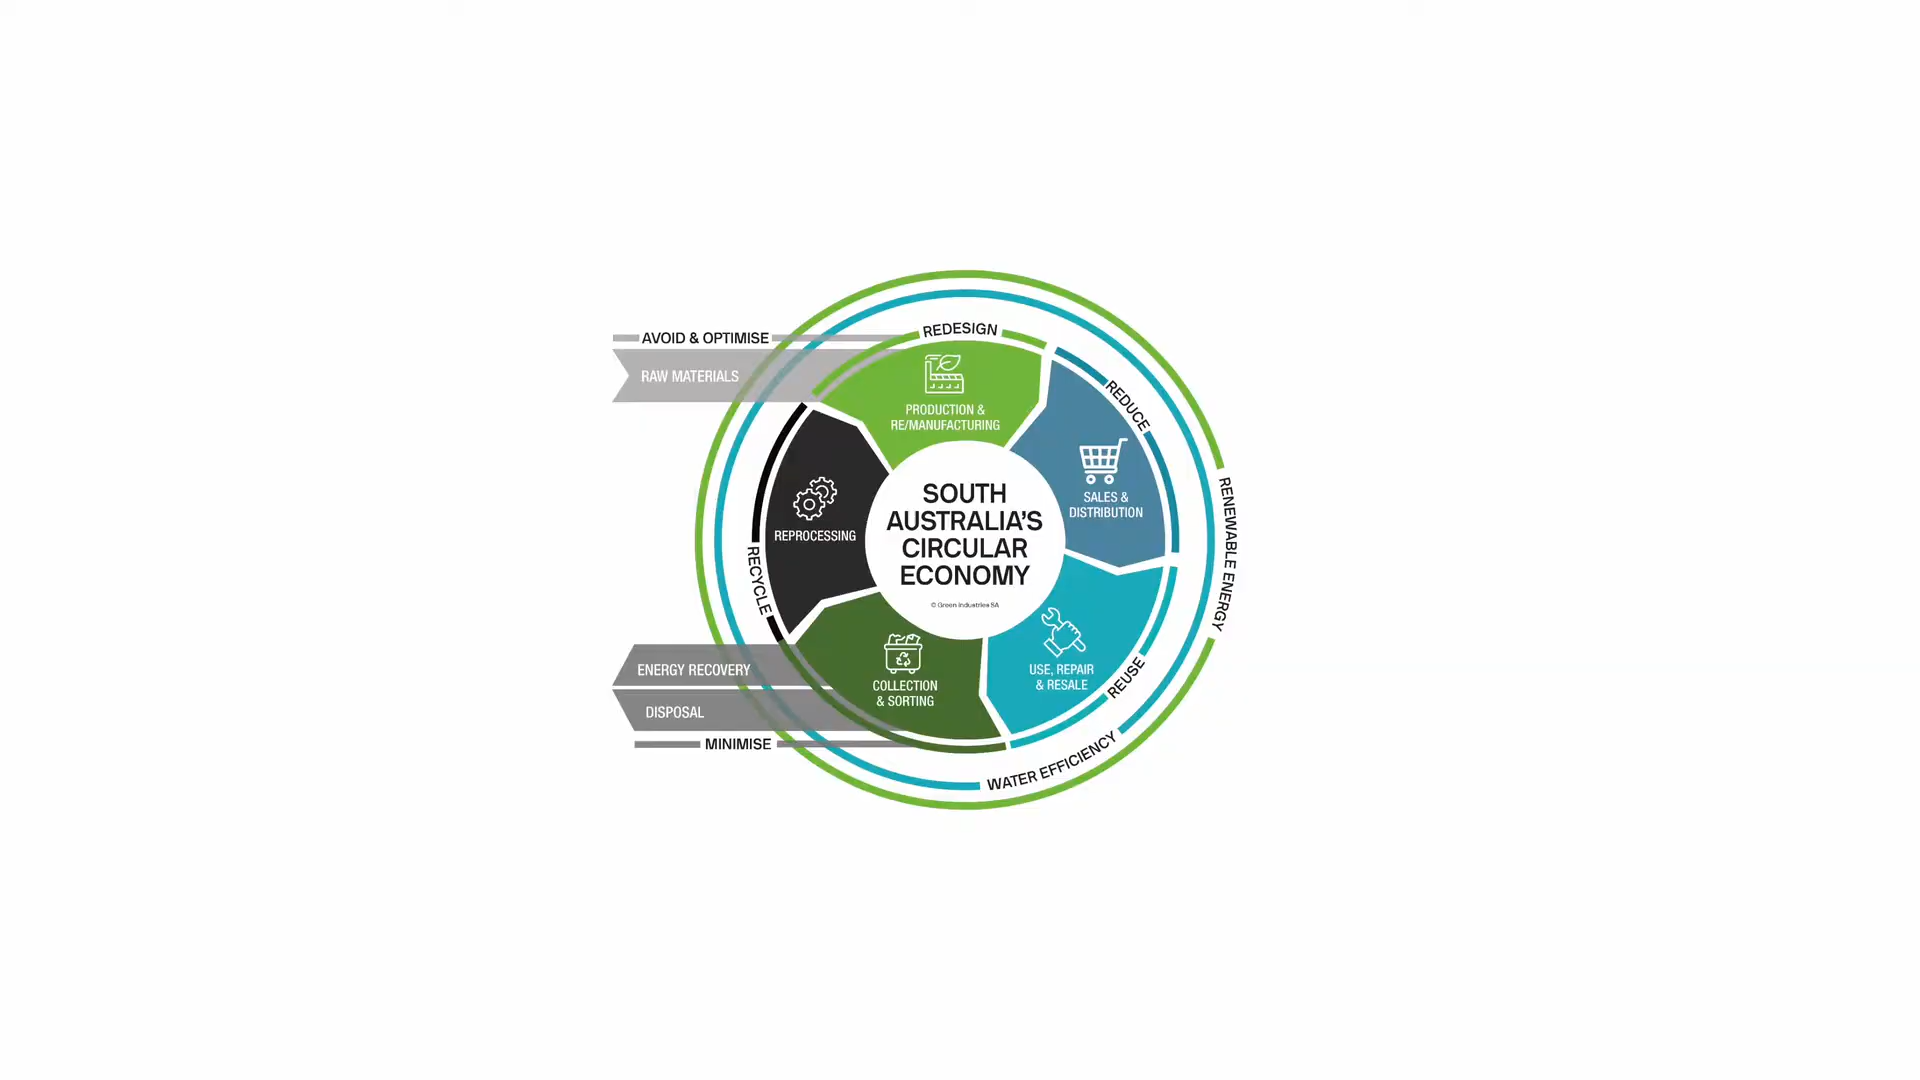 REDESIGN
AVOID & OPTIMISE
RAW MATERIALS
PRODUCTION &
RE/MANUFACTURING
REDUCE
SALES &
DISTRIBUTION
RENEWABLE ENERGY
REPROCESSING
RECYCLE
SOUTH
AUSTRALIA'S
CIRCULAR
ECONOMY
© Green Industries SA
USE, REPAIR
& RESALE
REUSE
COLLECTION
& SORTING
ENERGY RECOVERY
DISPOSAL
MINIMISE
WATER EFFICIENCY